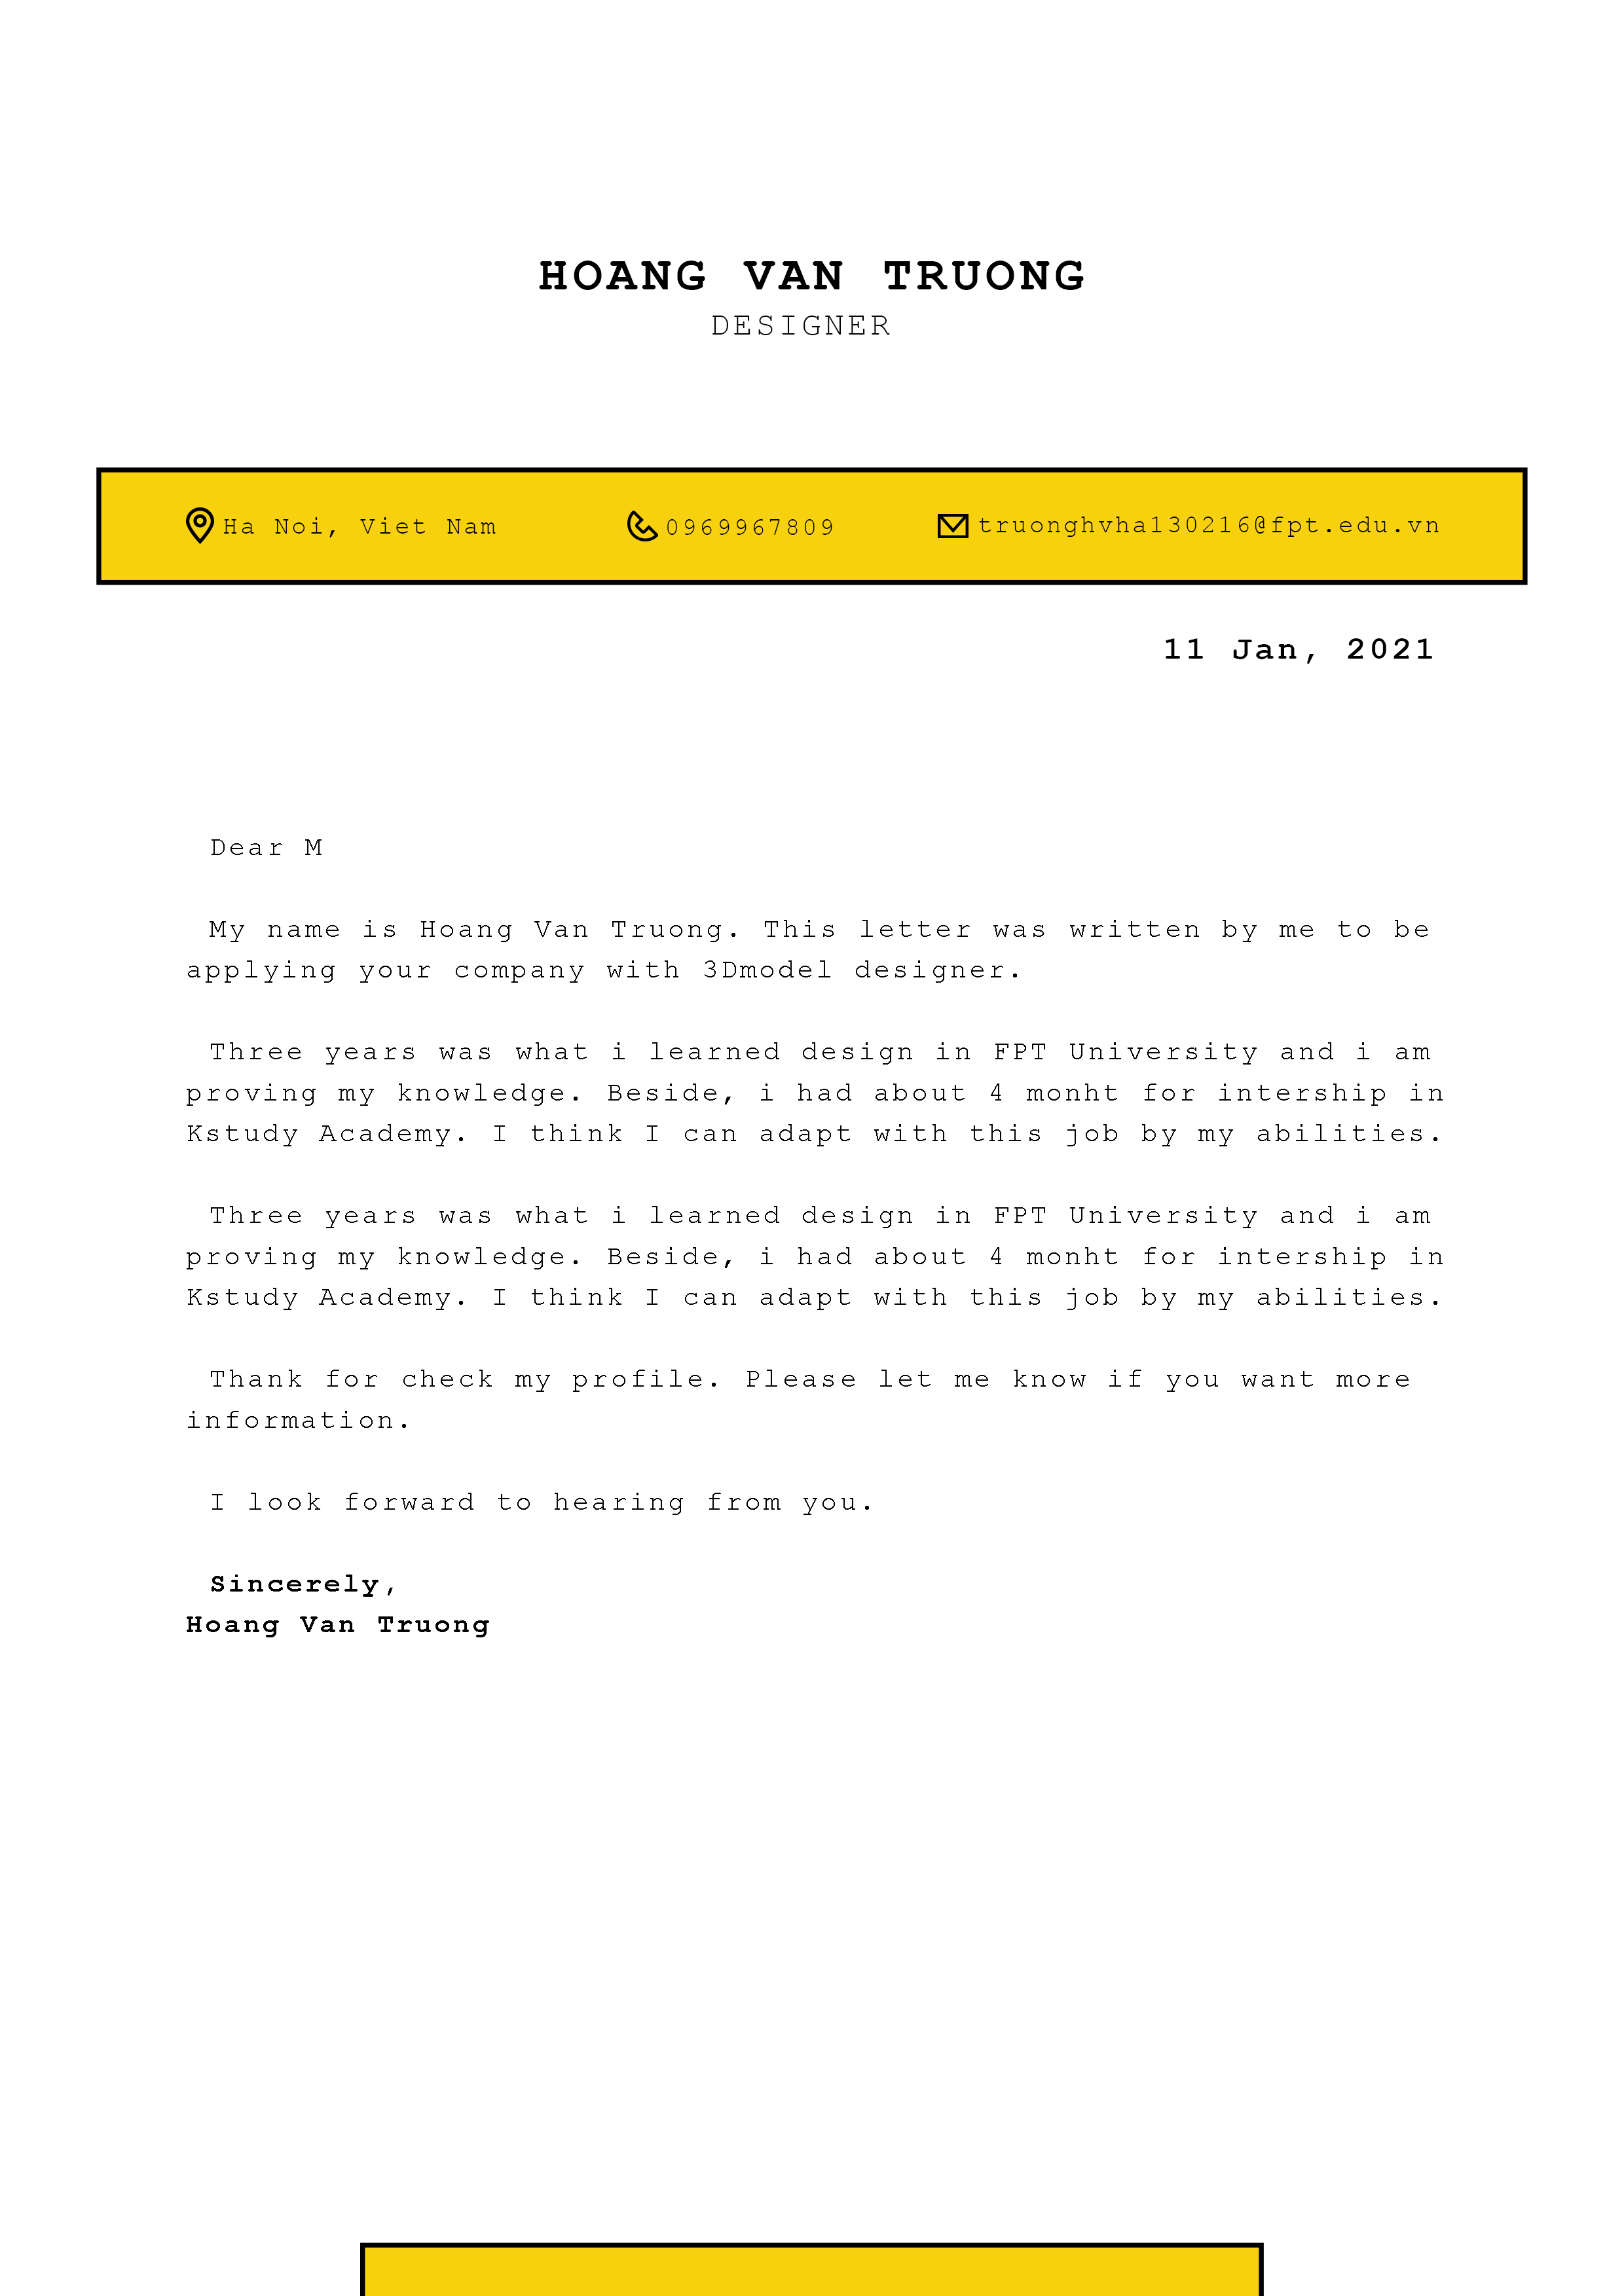 HOANG VAN TRUONG
DESIGNER
Ha Noi, Viet Nam
0969967809
truonghvha130216@fpt.edu.vn
11 Jan, 2021
Dear M
My name is Hoang Van Truong. This letter was written by me to be
applying your company with 3Dmodel designer.
Three years was what i learned design in FPT University and i am
proving my knowledge. Beside, i had about 4 monht for intership in
Kstudy Academy. I think I can adapt with this job by my abilities.
Three years was what i learned design in FPT University and i am
proving my knowledge. Beside, i had about 4 monht for intership in
Kstudy Academy. I think I can adapt with this job by my abilities.
Thank for check my profile. Please let me know if you want more
information.
I look forward to hearing from you.
Sincerely,
Hoang Van Truong